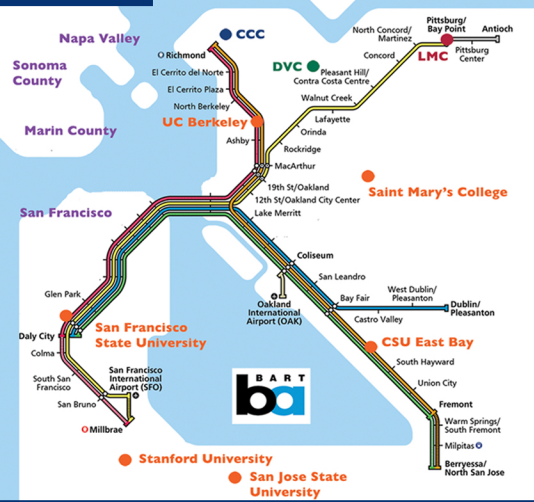 Napa Valley
CCC
Richmond
Sonoma
County
El Cerrito del Norte
El Cerrito Plaza
North Berkeley
UC Berkeley
Ashby
Marin County
North Concord/
Martinez
Pittsburg/
Bay Point
Antioch
LMC
Pittsburg
Center
Concord
DVC
Pleasant Hill/
Contra Costa Centre
Walnut Creek
Lafayette
Orinda
Rockridge
MacArthur
19th St/Oakland
12th St/Oakland City Center
Lake Merritt
Saint Mary's College
San Francisco
Coliseum
San Leandro
Oakland
International
Airport (OAK)
Bay Fair
West Dublin/
Pleasanton
Dublin/
Pleasanton
Castro Valley
Glen Park
Daly City
San Francisco
State University
Colma
South San
Francisco
San Francisco
International
Airport (SFO)
San Bruno
Millbrae
BART
ba
CSU East Bay
South Hayward
Union City
Fremont
Warm Springs/
South Fremont
Milpitas
Berryessa/
North San Jose
Stanford University
San Jose State
University